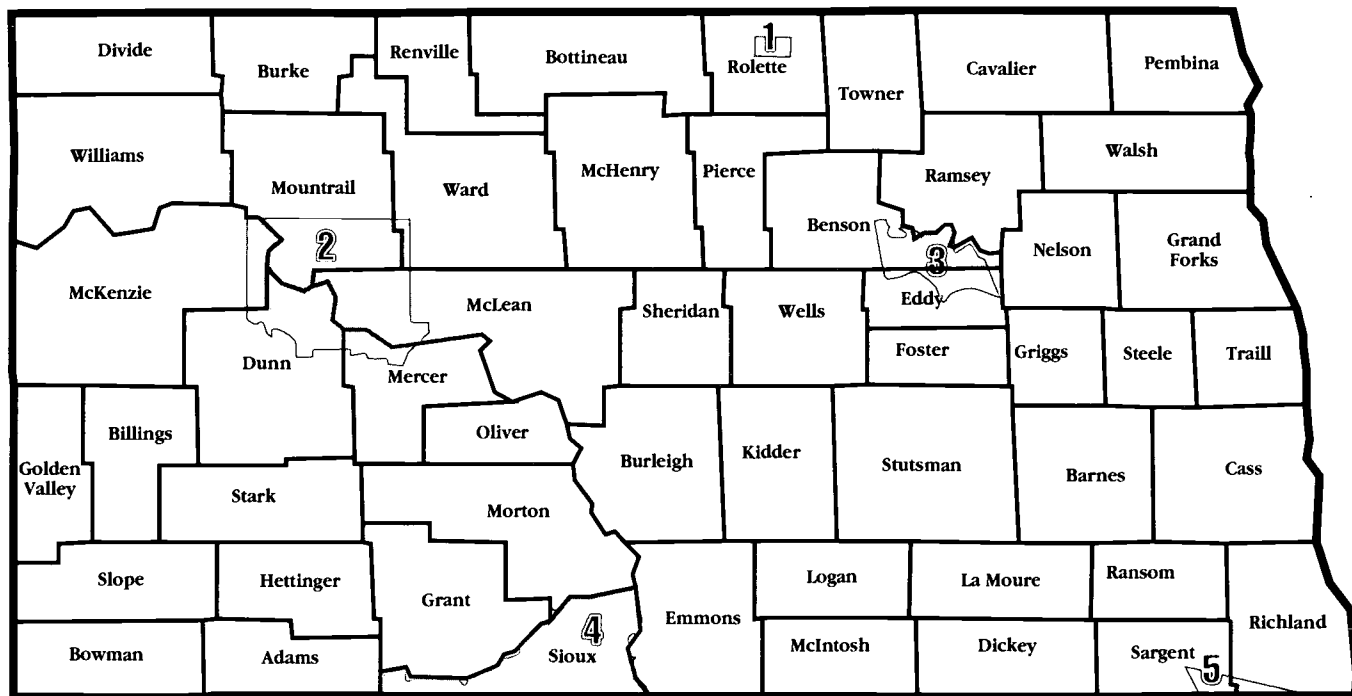 Divide
Burke
Renville
Bottineau
1
Rolette
Towner
Cavalier
Pembina
Williams
Mountrail
Ward
McHenry
Pierce
Benson
Ramsey
Walsh
McKenzie
2
3
Nelson
Grand
Forks
McLean
Sheridan
Wells
Eddy
Dunn
Mercer
Foster
Griggs
Steele
Traill
Golden
Valley
Billings
Oliver
Burleigh
Kidder
Stutsman
Barnes
Cass
Stark
Morton
Slope
Hettinger
Grant
Emmons
Logan
La Moure
Ransom
Richland
Bowman
Adams
4
Sioux
McIntosh
Dickey
Sargent
5